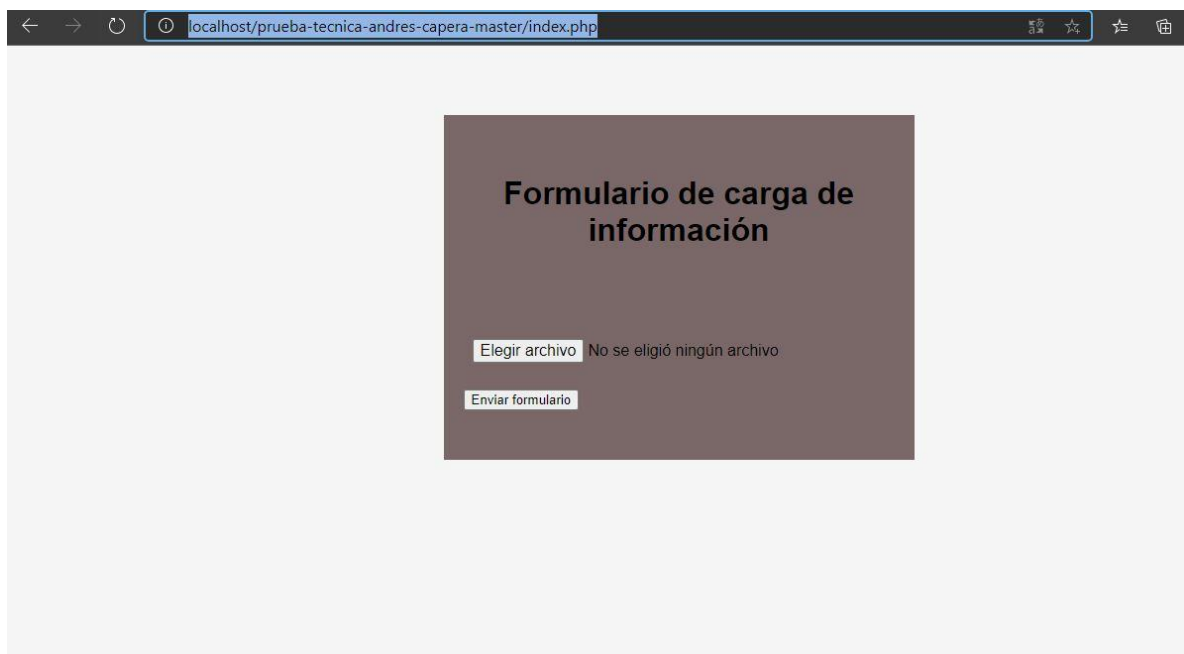 localhost/prueba-tecnica-andres-capera-master/index.php
Formulario de carga de
información
Elegir archivo No se eligió ningún archivo
Enviar formulario